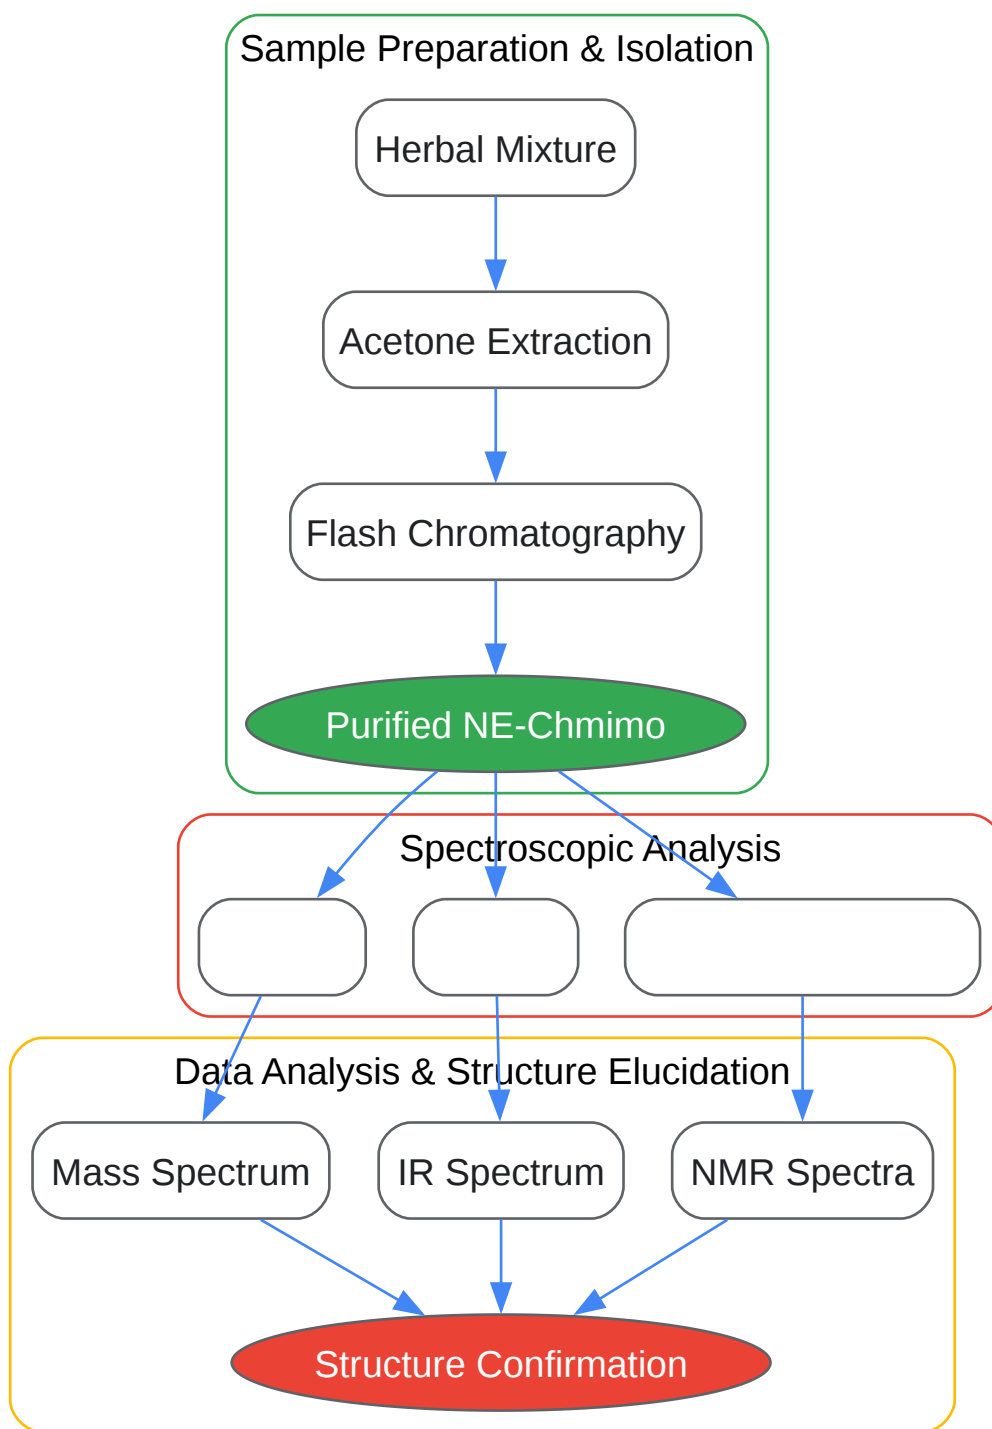 Sample Preparation & Isolation
Herbal Mixture
Acetone Extraction
Flash Chromatography
Purified NE-Chmimo
Spectroscopic Analysis
Data Analysis & Structure Elucidation
Mass Spectrum
IR Spectrum
NMR Spectra
Structure Confirmation